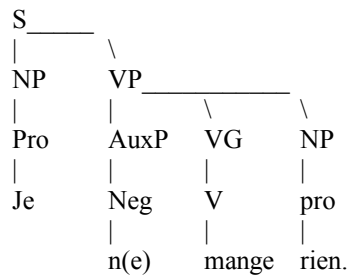 S
NP VP
Pro AuxP VG NP
Je Neg V pro
n(e) mange rien.